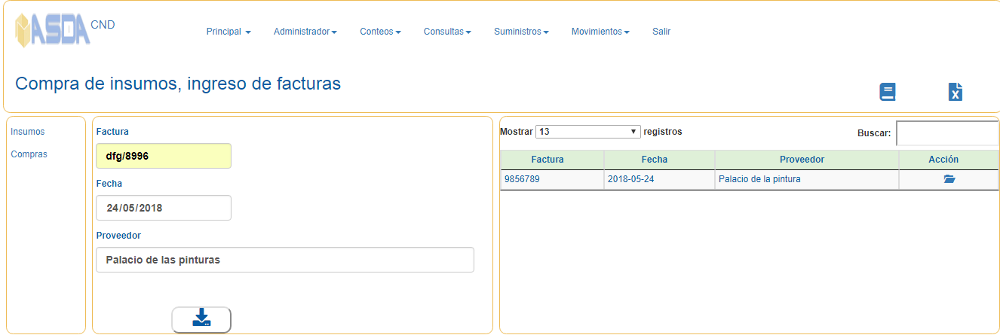 ASDA CND
Principal Administrador Conteos Consultas Suministros Movimientos Salir
Compra de insumos, ingreso de facturas
Insumos
Compras
Factura
dfg/8996
Fecha
24/05/2018
Proveedor
Palacio de las pinturas
Mostrar 13 registros Buscar:
Factura Fecha Proveedor Acción
9856789 2018-05-24 Palacio de la pintura